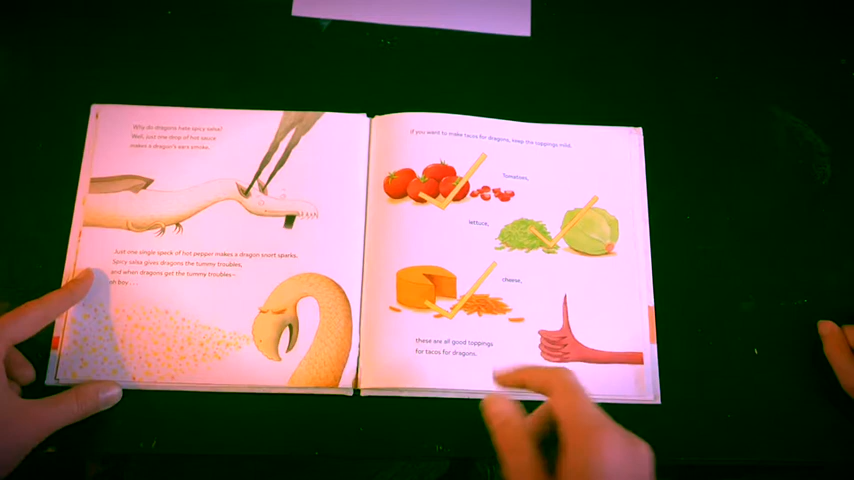 Why do dragons hate spicy salsa?
Well, just one drop of hot sauce
makes a dragon's ears smoke.
Just one single speck of hot pepper makes a dragon snort sparks.
Spicy salsa gives dragons the tummy troubles,
and when dragons get the tummy troubles—
oh boy . . .
If you want to make tacos for dragons, keep the toppings mild.
Tomatoes,
lettuce,
cheese,
these are all good toppings
for tacos for dragons.